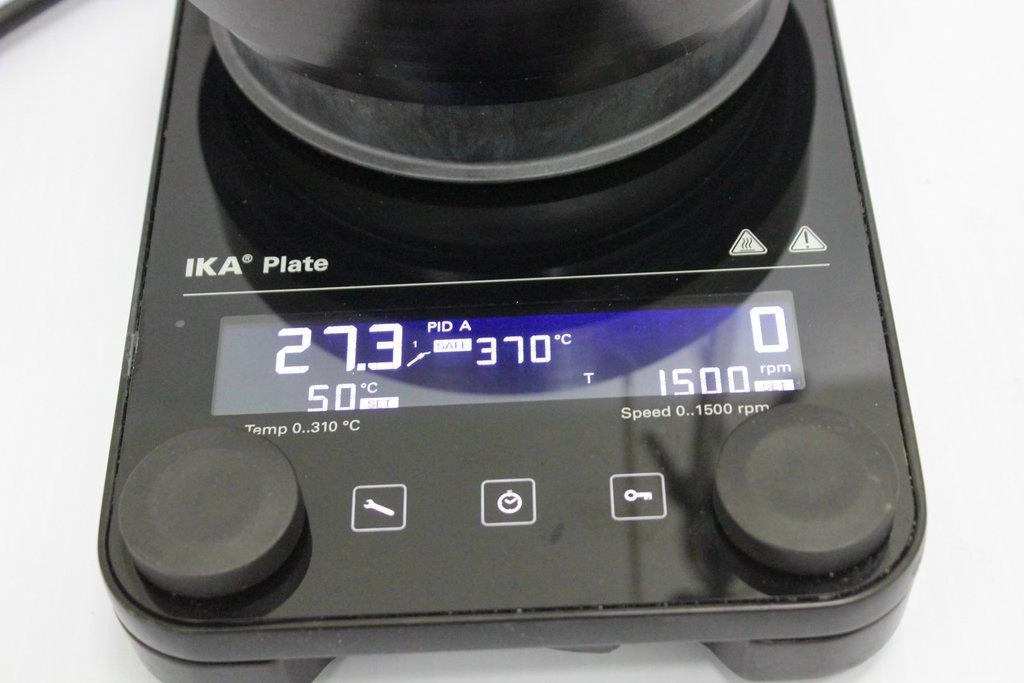 IKA® Plate
27.3 1 PID A SAFE 370 °C 0
50 °C SET T 1500 rpm SET
Temp 0..310 °C Speed 0..1500 rpm